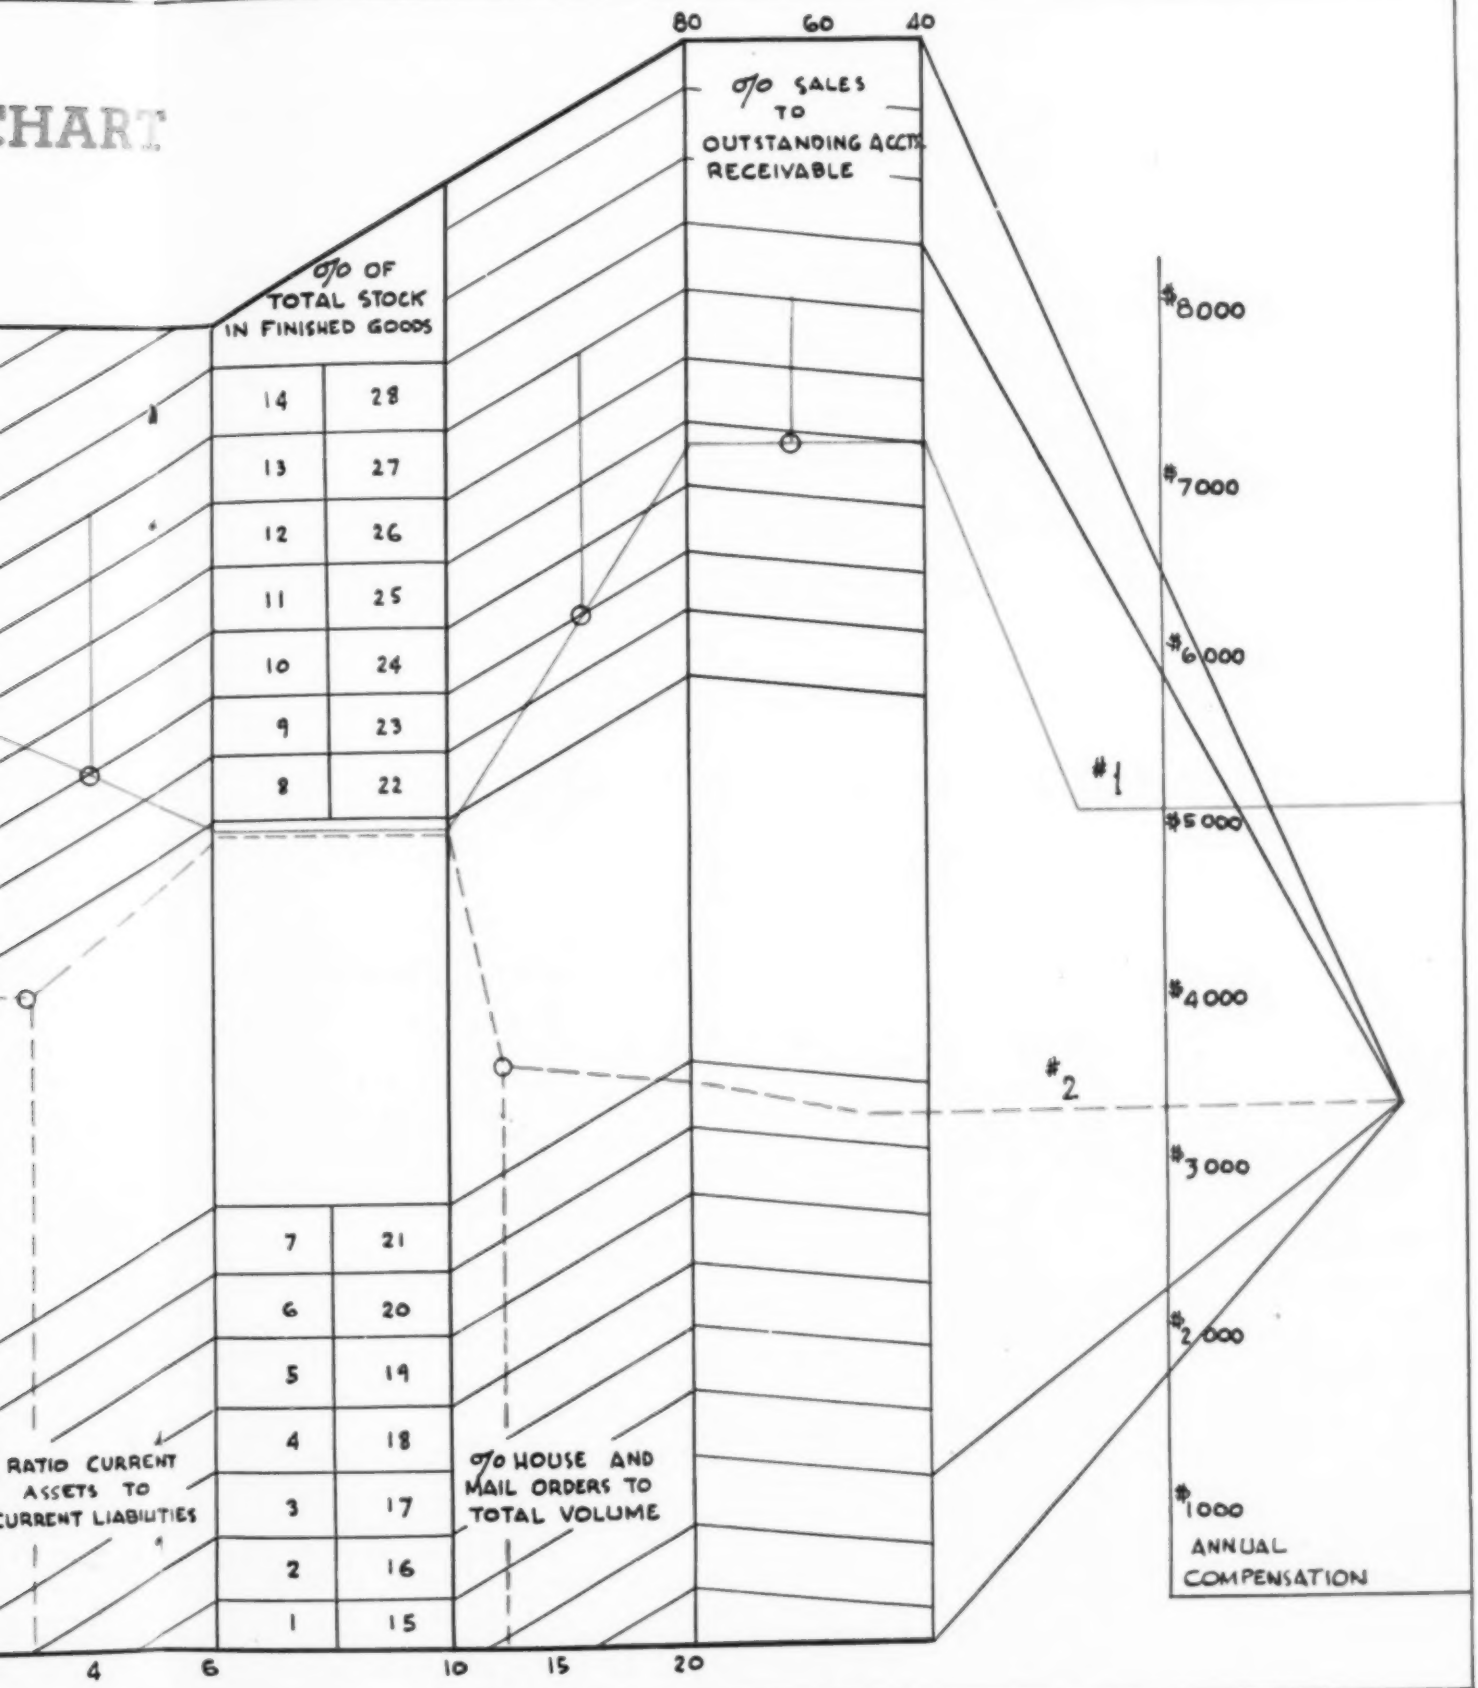 CHART
80 60 40
% SALES
TO
OUTSTANDING ACCTS.
RECEIVABLE
% OF
TOTAL STOCK
IN FINISHED GOODS
14 28
13 27
12 26
11 25
10 24
9 23
8 22
7 21
6 20
5 19
4 18
3 17
2 16
1 15
RATIO CURRENT
ASSETS TO
CURRENT LIABILITIES
% HOUSE AND
MAIL ORDERS TO
TOTAL VOLUME
4 6 10 15 20
$8000
$7000
$6000
#1
$5000
$4000
#2
$3000
$2000
$1000
ANNUAL
COMPENSATION